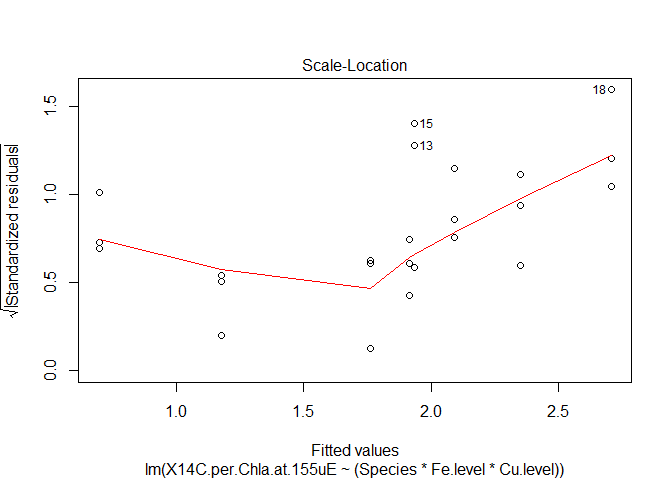 Scale-Location
√|Standardized residuals|
1.5
1.0
0.5
0.0
18
15
13
1.0 1.5 2.0 2.5
Fitted values
lm(X14C.per.Chla.at.155uE ~ (Species * Fe.level * Cu.level))